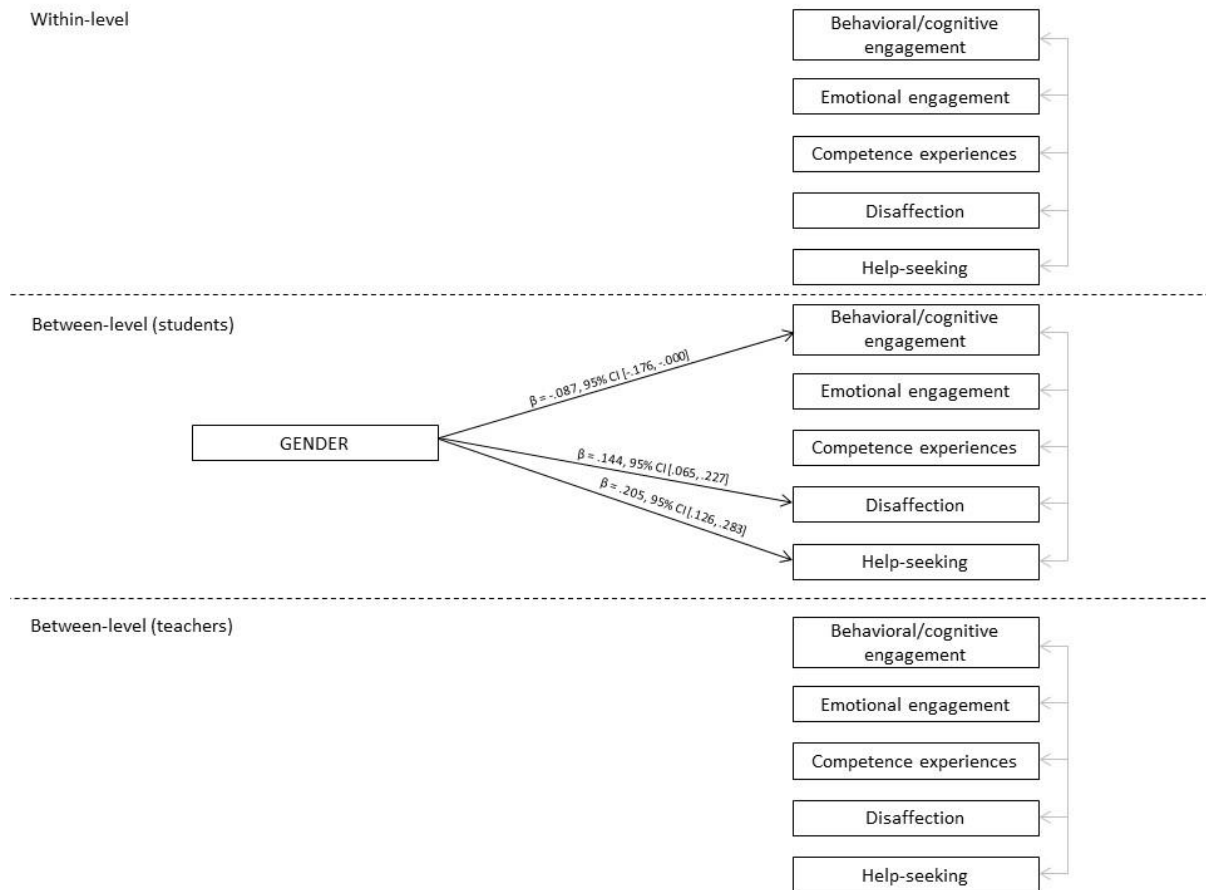 Within-level
Behavioral/cognitive
engagement
Emotional engagement
Competence experiences
Disaffection
Help-seeking
Between-level (students)
Behavioral/cognitive
engagement
β = -.087, 95% CI [-.176, -.000]
Emotional engagement
GENDER
Competence experiences
β = .144, 95% CI [.065, .227]
Disaffection
β = .205, 95% CI [.126, .283]
Help-seeking
Between-level (teachers)
Behavioral/cognitive
engagement
Emotional engagement
Competence experiences
Disaffection
Help-seeking